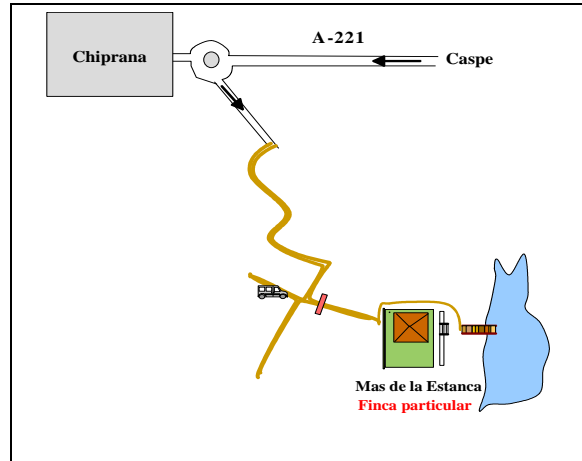 A-221
Chiprana
Caspe
Mas de la Estanca
Finca particular